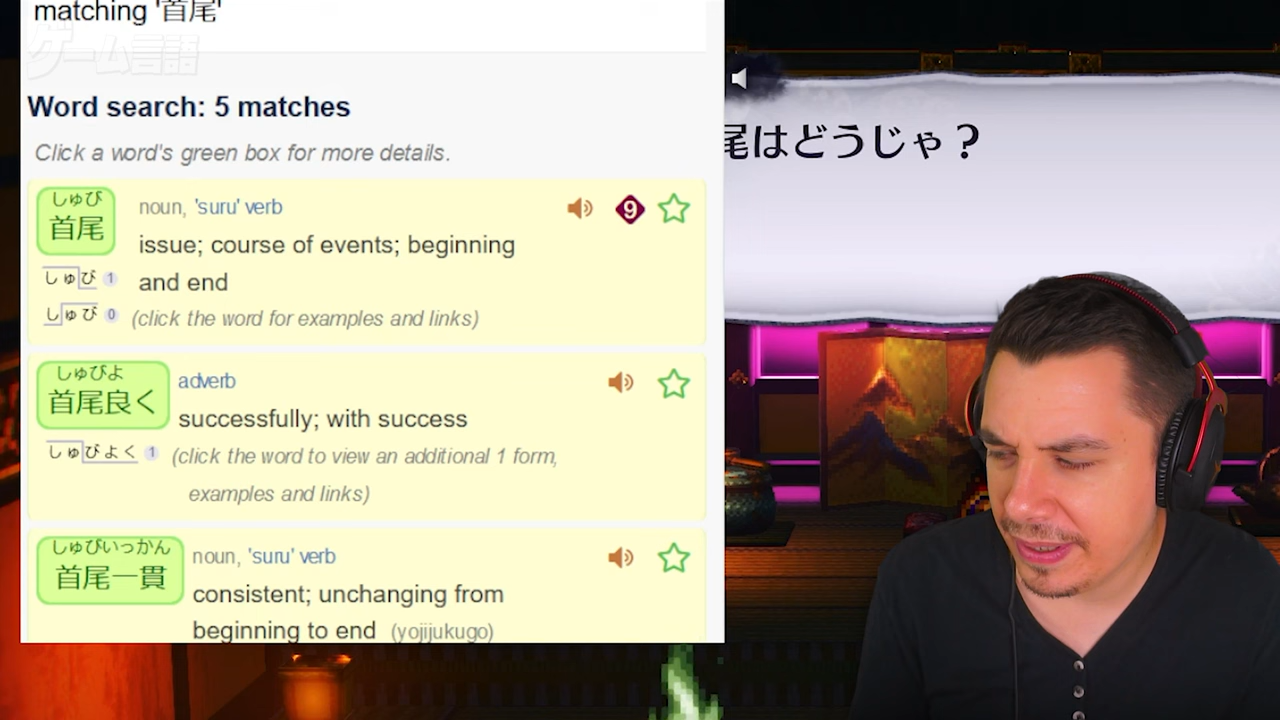 matching '首尾'
ゲーム言語
Word search: 5 matches
Click a word's green box for more details.
しゅび
首尾
noun, 'suru' verb
9
issue; course of events; beginning
and end
しゅび 1
しゅび 0
(click the word for examples and links)
しゅびよ
首尾良く
adverb
successfully; with success
しゅびよく 1
(click the word to view an additional 1 form,
examples and links)
しゅびいっかん
首尾一貫
noun, 'suru' verb
consistent; unchanging from
beginning to end (yojijukugo)
尾はどうじゃ？